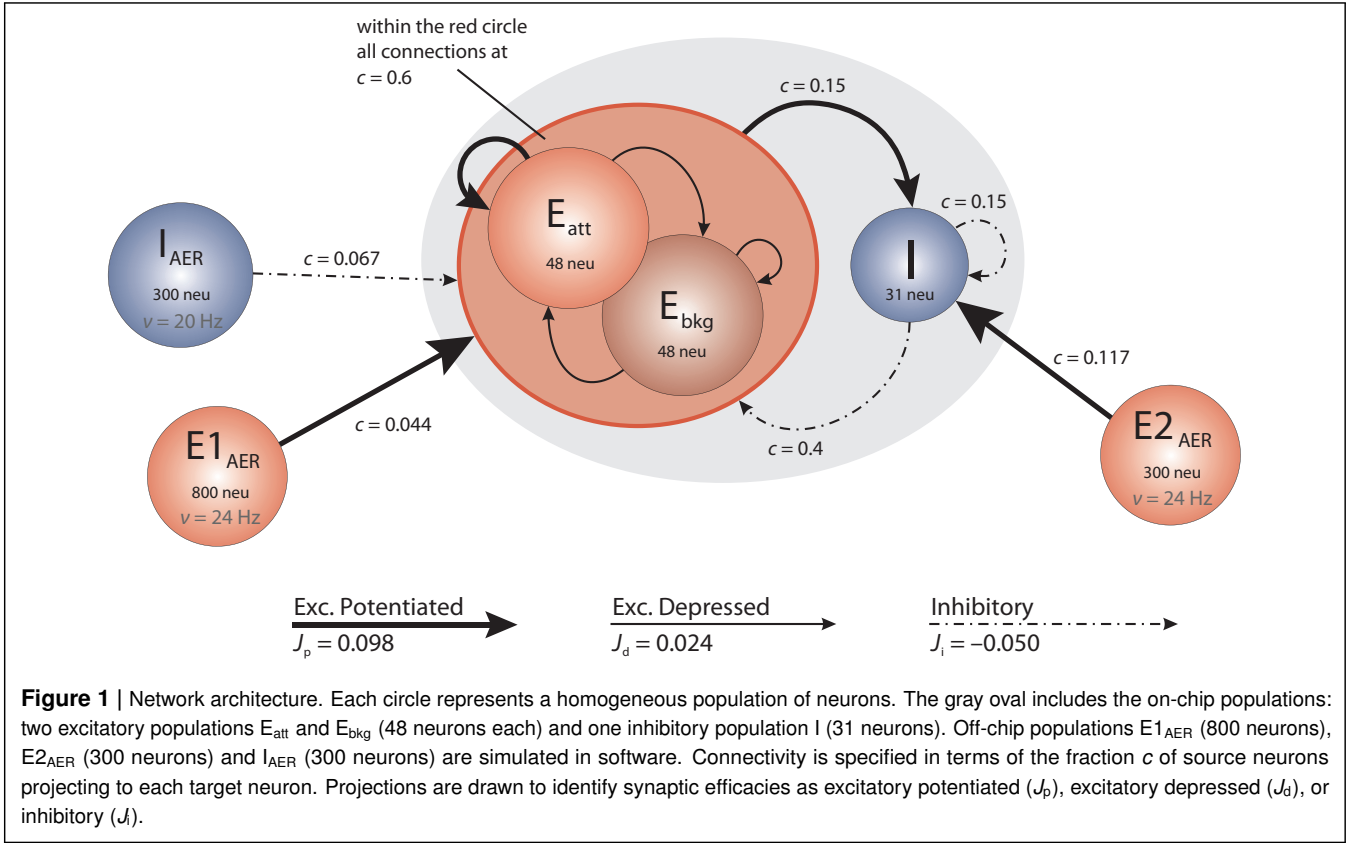 within the red circle
all connections at
c = 0.6
c = 0.15
c = 0.15
E_att
48 neu
I_AER
300 neu
ν = 20 Hz
c = 0.067
I
31 neu
E_bkg
48 neu
c = 0.117
E1_AER
800 neu
ν = 24 Hz
c = 0.044
c = 0.4
E2_AER
300 neu
ν = 24 Hz
Exc. Potentiated
J_p = 0.098
Exc. Depressed
J_d = 0.024
Inhibitory
J_i = –0.050
Figure 1 | Network architecture. Each circle represents a homogeneous population of neurons. The gray oval includes the on-chip populations:
two excitatory populations E_att and E_bkg (48 neurons each) and one inhibitory population I (31 neurons). Off-chip populations E1_AER (800 neurons),
E2_AER (300 neurons) and I_AER (300 neurons) are simulated in software. Connectivity is specified in terms of the fraction c of source neurons
projecting to each target neuron. Projections are drawn to identify synaptic efficacies as excitatory potentiated (J_p), excitatory depressed (J_d), or
inhibitory (J_i).